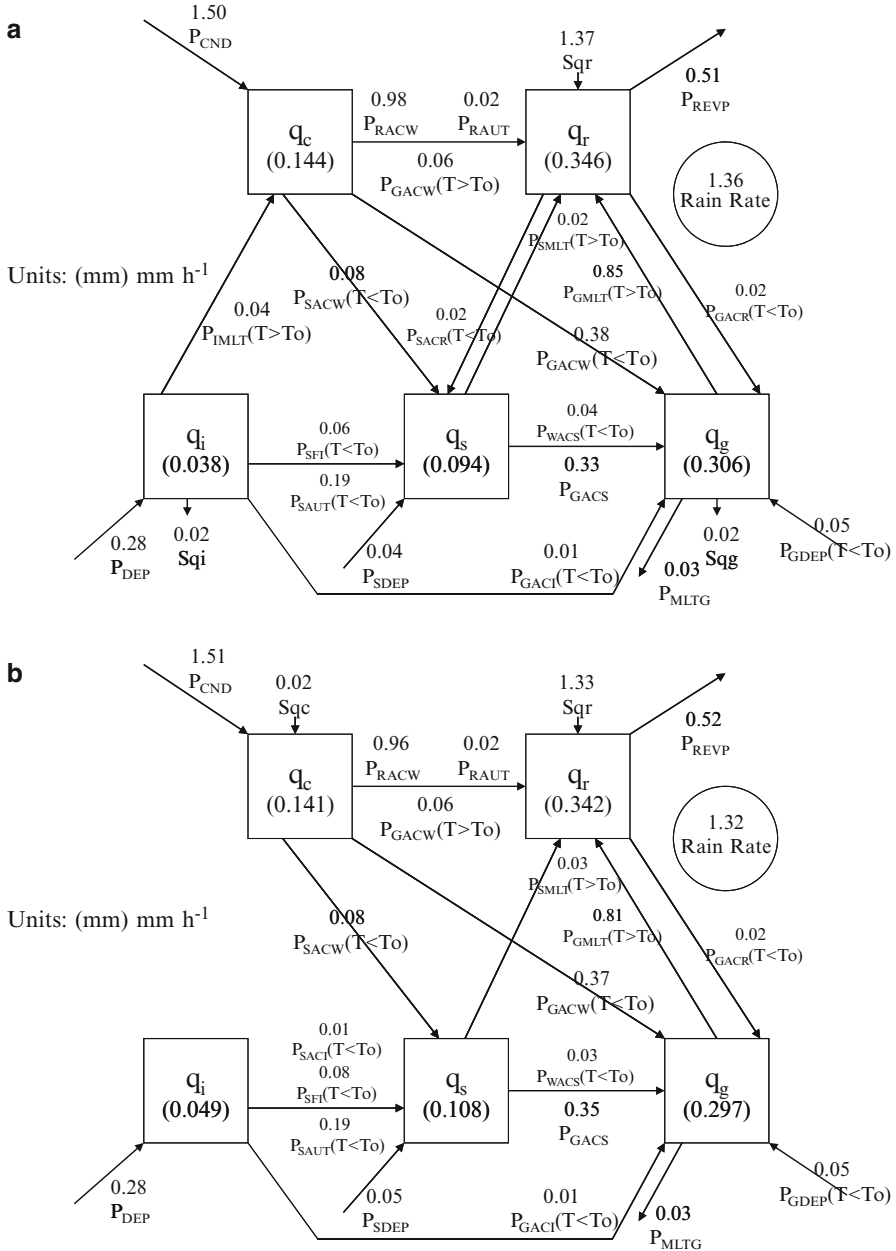 a
1.50
P_CND
1.37
Sqr
0.51
P_REVP
q_c
(0.144)
0.98
P_RACW
0.02
P_RAUT
0.06
P_GACW(T>To)
q_r
(0.346)
1.36
Rain Rate
Units: (mm) mm h⁻¹
0.04
P_IMLT(T>To)
0.08
P_SACW(T<To)
0.02
P_SACR(T<To)
0.02
P_SMLT(T>To)
0.85
P_GMLT(T>To)
0.02
P_GACR(T<To)
0.38
P_GACW(T<To)
q_i
(0.038)
0.06
P_SFI(T<To)
0.19
P_SAUT(T<To)
q_s
(0.094)
0.04
P_WACS(T<To)
0.33
P_GACS
q_g
(0.306)
0.28
P_DEP
0.02
Sqi
0.04
P_SDEP
0.01
P_GACI(T<To)
0.03
P_MLTG
0.02
Sqg
0.05
P_GDEP(T<To)
b
1.51
P_CND
0.02
Sqc
1.33
Sqr
0.52
P_REVP
q_c
(0.141)
0.96
P_RACW
0.02
P_RAUT
0.06
P_GACW(T>To)
q_r
(0.342)
1.32
Rain Rate
Units: (mm) mm h⁻¹
0.08
P_SACW(T<To)
0.03
P_SMLT(T>To)
0.81
P_GMLT(T>To)
0.02
P_GACR(T<To)
0.37
P_GACW(T<To)
q_i
(0.049)
0.01
P_SACI(T<To)
0.08
P_SFI(T<To)
0.19
P_SAUT(T<To)
q_s
(0.108)
0.03
P_WACS(T<To)
0.35
P_GACS
q_g
(0.297)
0.28
P_DEP
0.05
P_SDEP
0.01
P_GACI(T<To)
0.03
P_MLTG
0.05
P_GDEP(T<To)